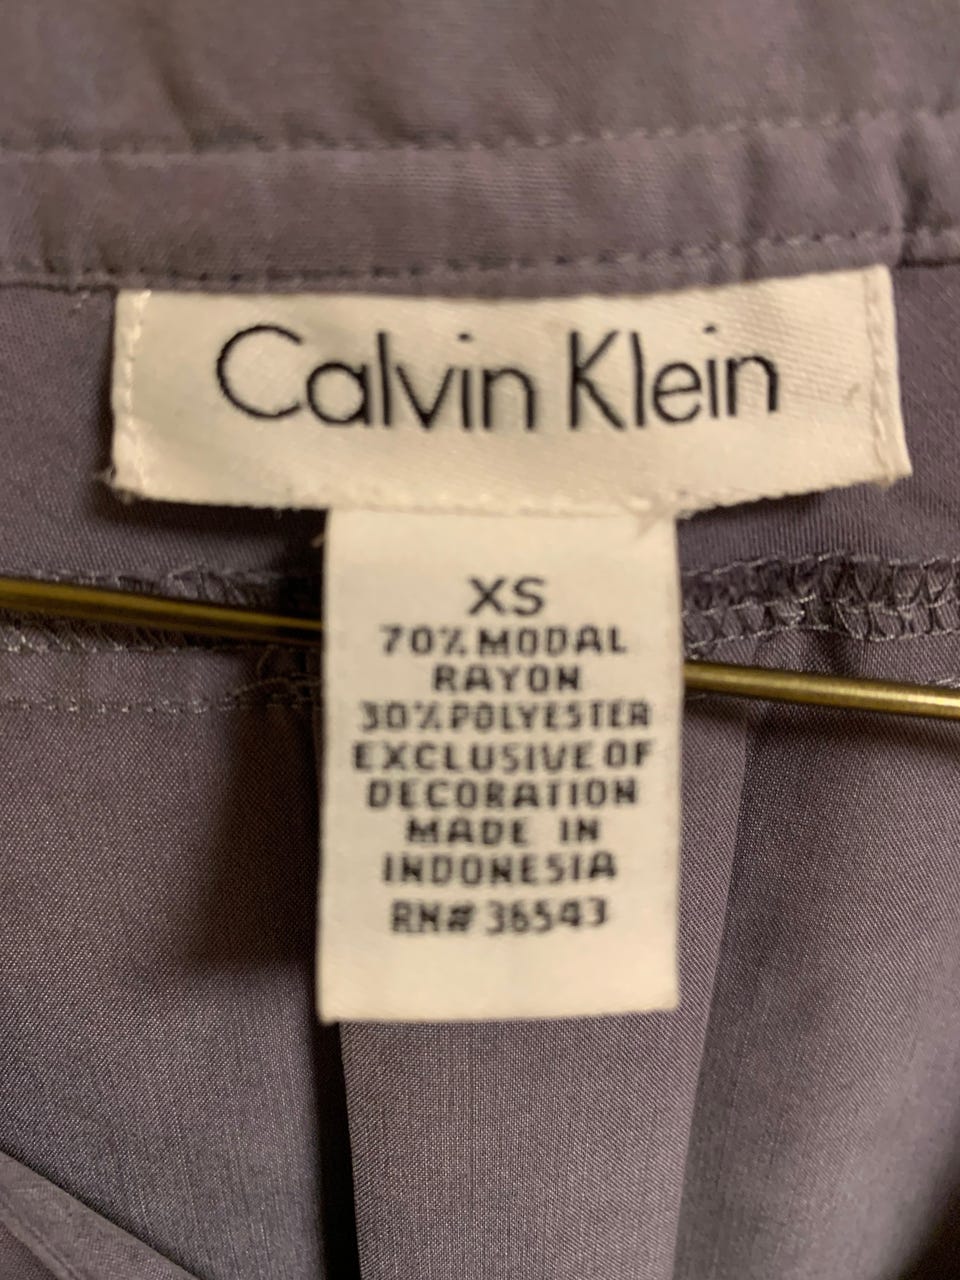 Calvin Klein
XS
70% MODAL
RAYON
30% POLYESTER
EXCLUSIVE OF
DECORATION
MADE IN
INDONESIA
RN# 36543